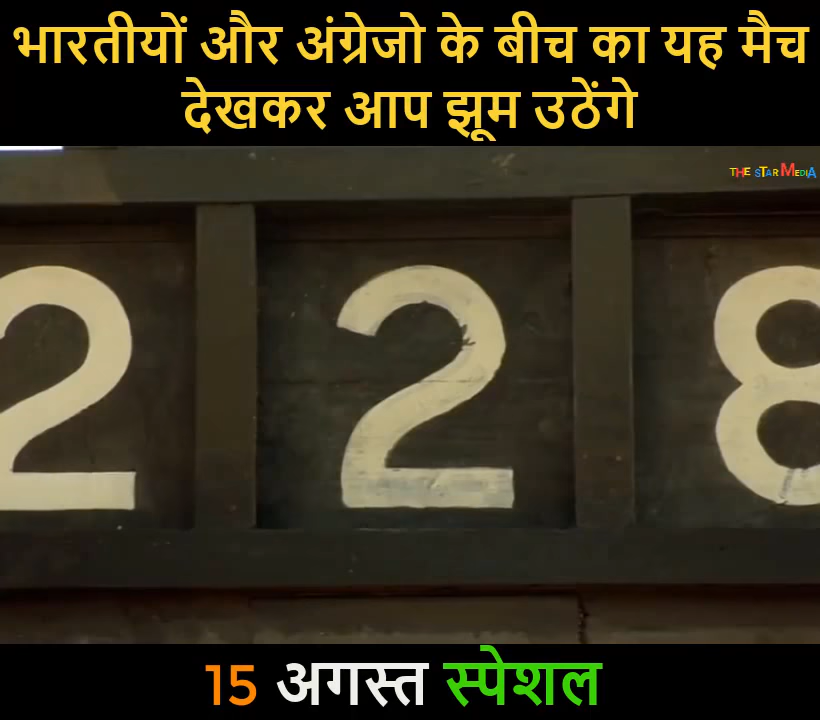 भारतीयों और अंग्रेजो के बीच का यह मैच
देखकर आप झूम उठेंगे
THE STAR MEDIA
2 2 8
15 अगस्त स्पेशल